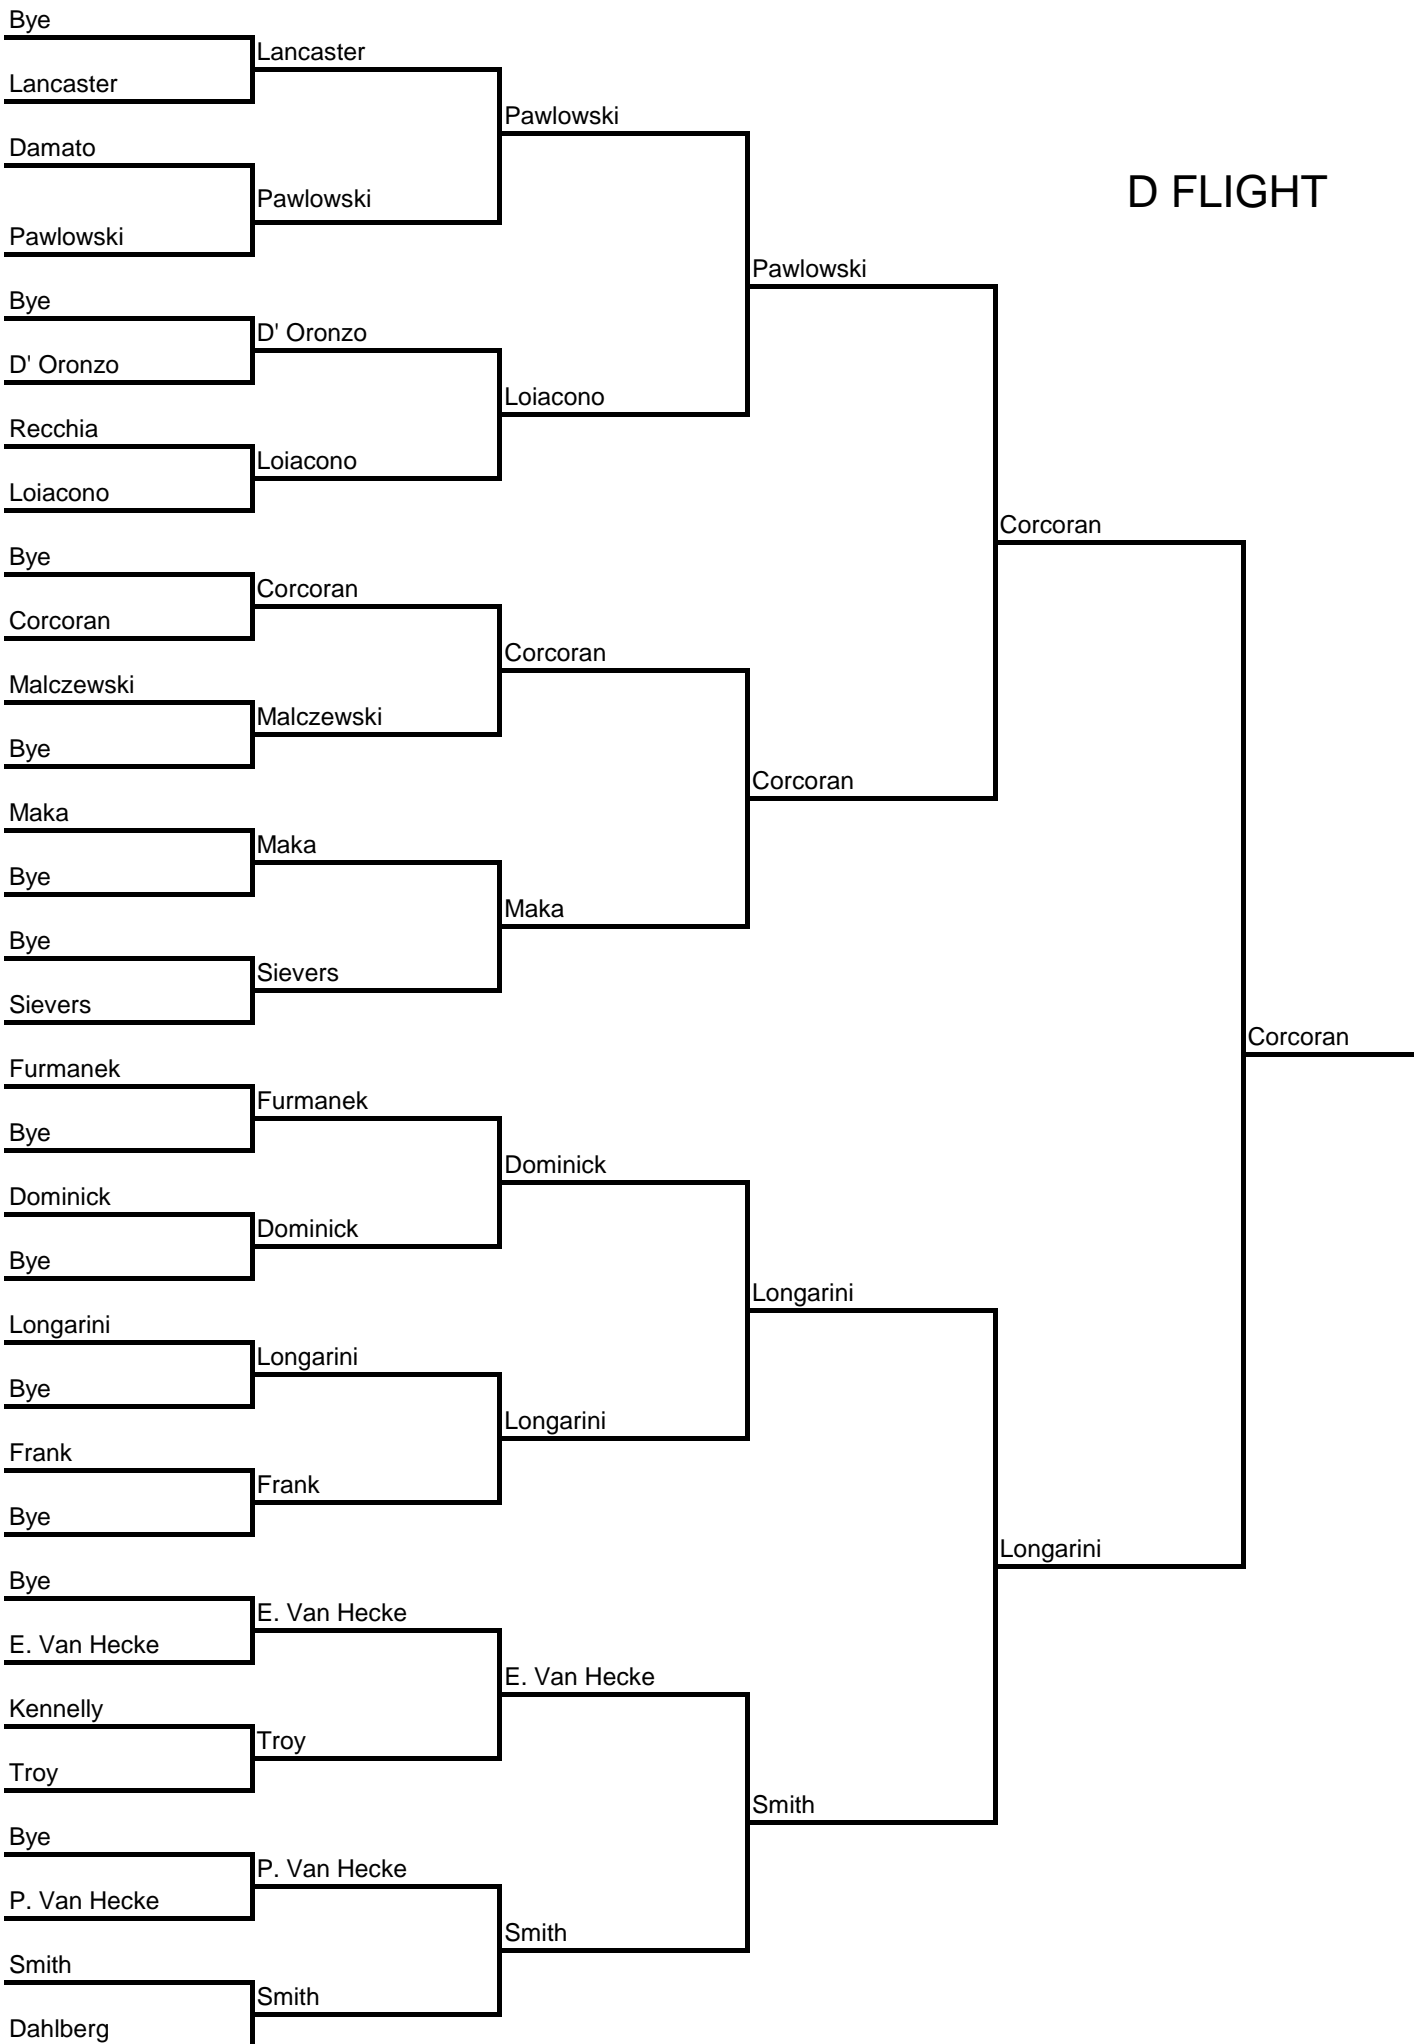 Bye
Lancaster
Lancaster
Pawlowski
Damato
D FLIGHT
Pawlowski
Pawlowski
Pawlowski
Bye
D' Oronzo
D' Oronzo
Loiacono
Recchia
Loiacono
Loiacono
Corcoran
Bye
Corcoran
Corcoran
Corcoran
Malczewski
Malczewski
Bye
Corcoran
Maka
Maka
Bye
Maka
Bye
Sievers
Sievers
Corcoran
Furmanek
Furmanek
Bye
Dominick
Dominick
Dominick
Bye
Longarini
Longarini
Longarini
Bye
Longarini
Frank
Frank
Bye
Longarini
Bye
E. Van Hecke
E. Van Hecke
E. Van Hecke
Kennelly
Troy
Troy
Smith
Bye
P. Van Hecke
P. Van Hecke
Smith
Smith
Smith
Dahlberg